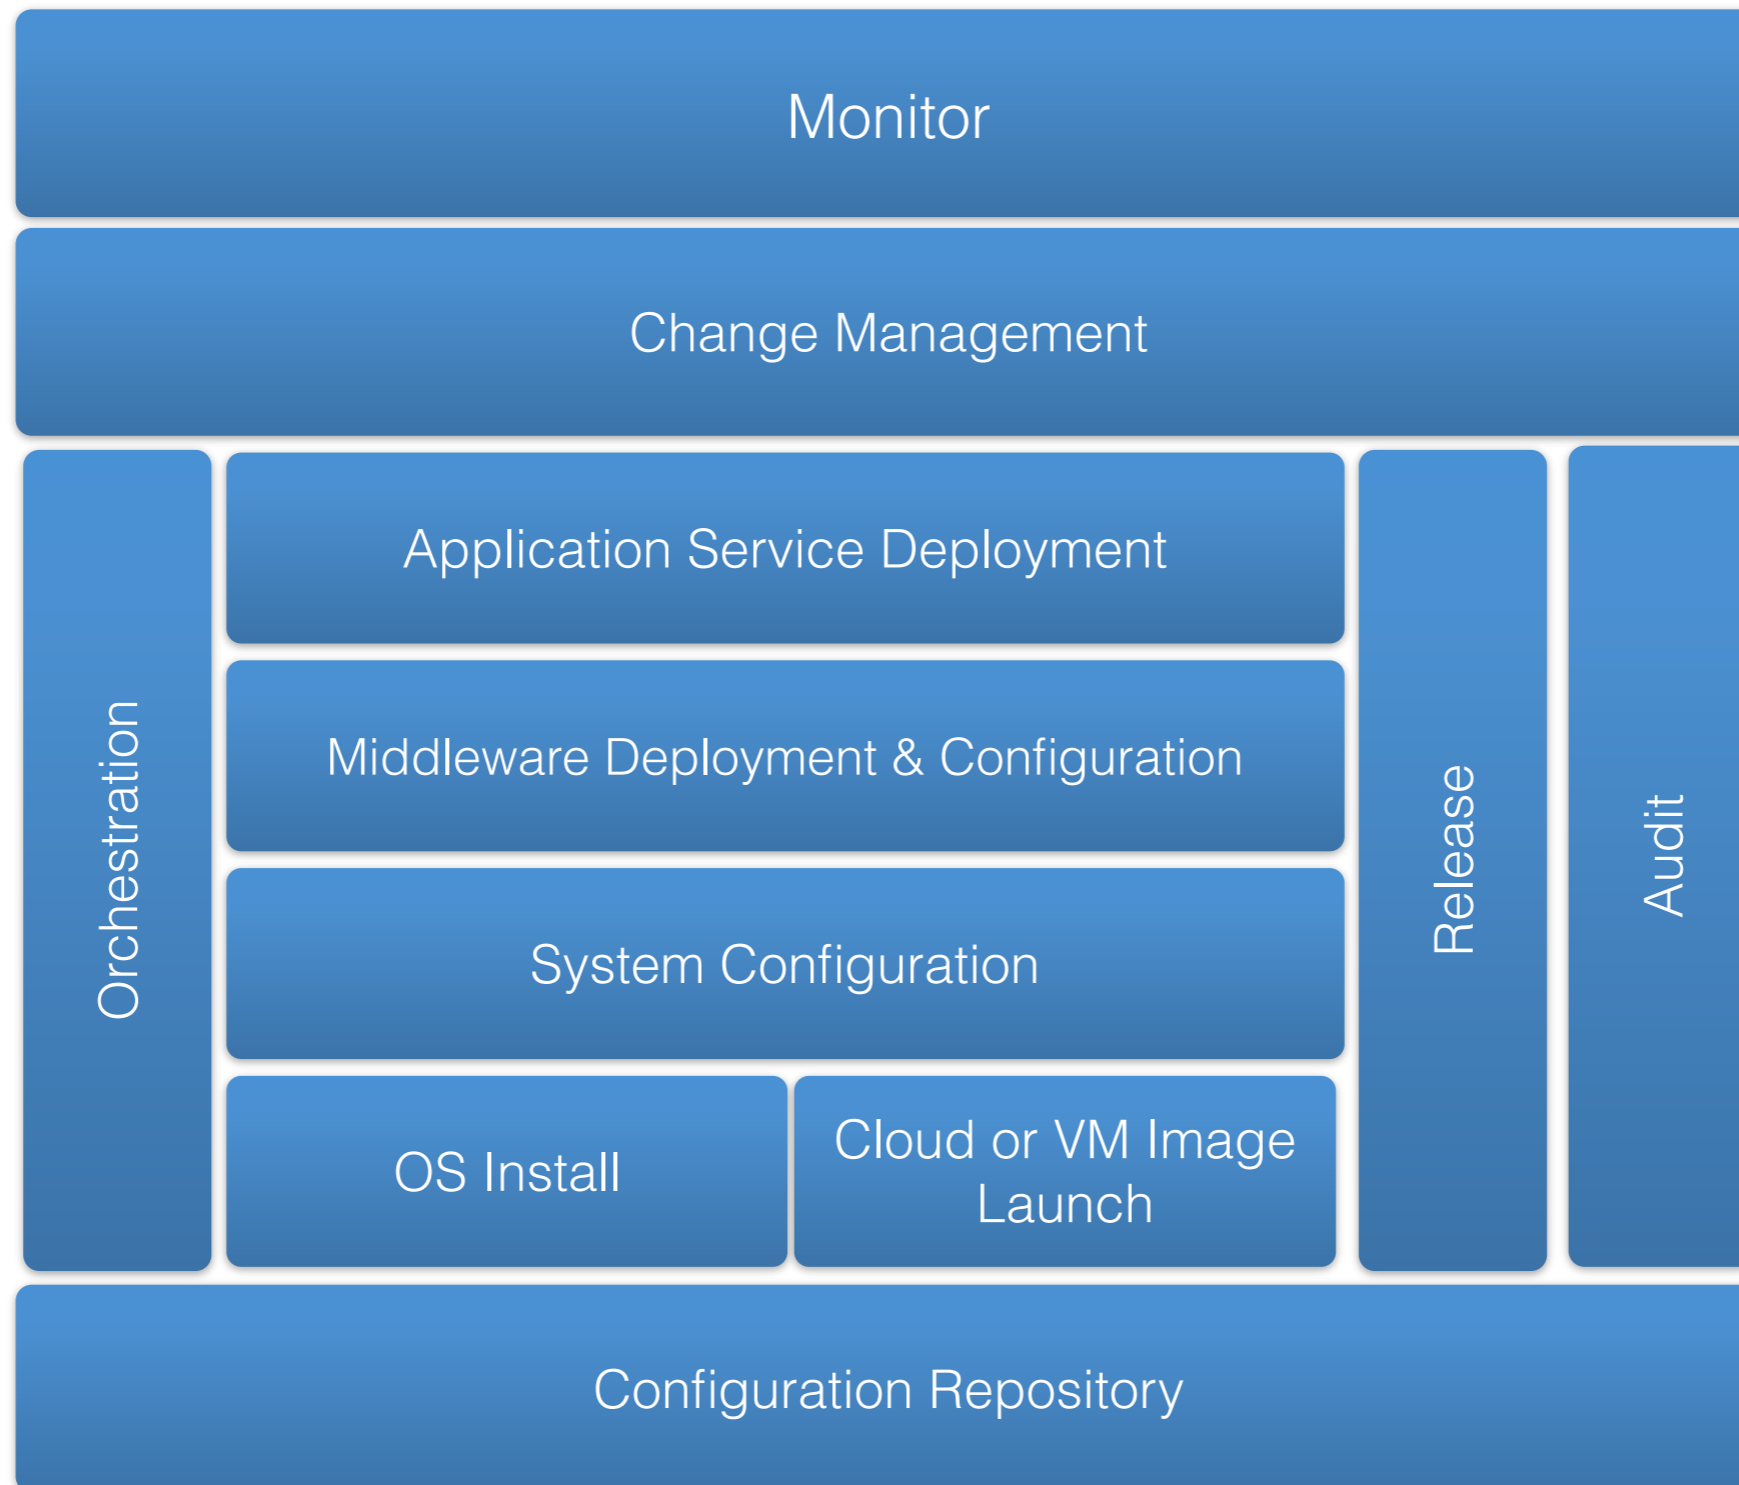 Monitor
Change Management
Orchestration
Application Service Deployment
Middleware Deployment & Configuration
System Configuration
OS Install
Cloud or VM Image
Launch
Release
Audit
Configuration Repository